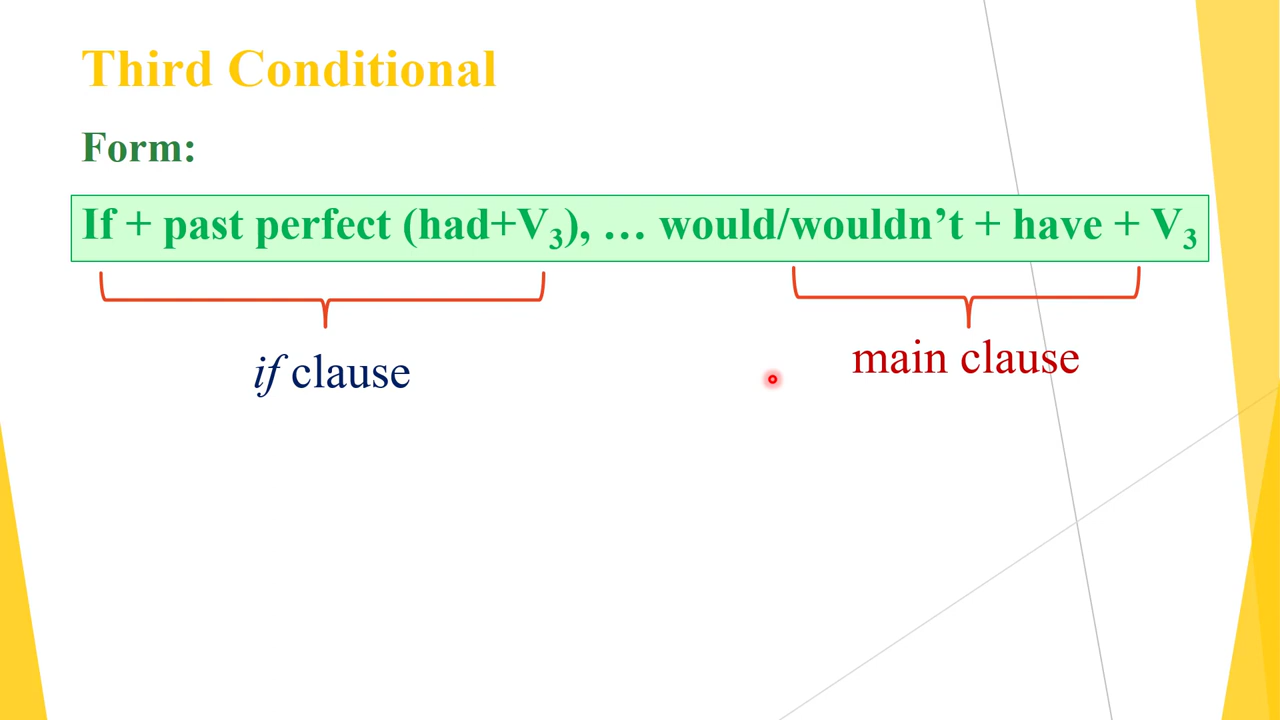 Third Conditional
Form:
If + past perfect (had+V₃), … would/wouldn’t + have + V₃
if clause
main clause